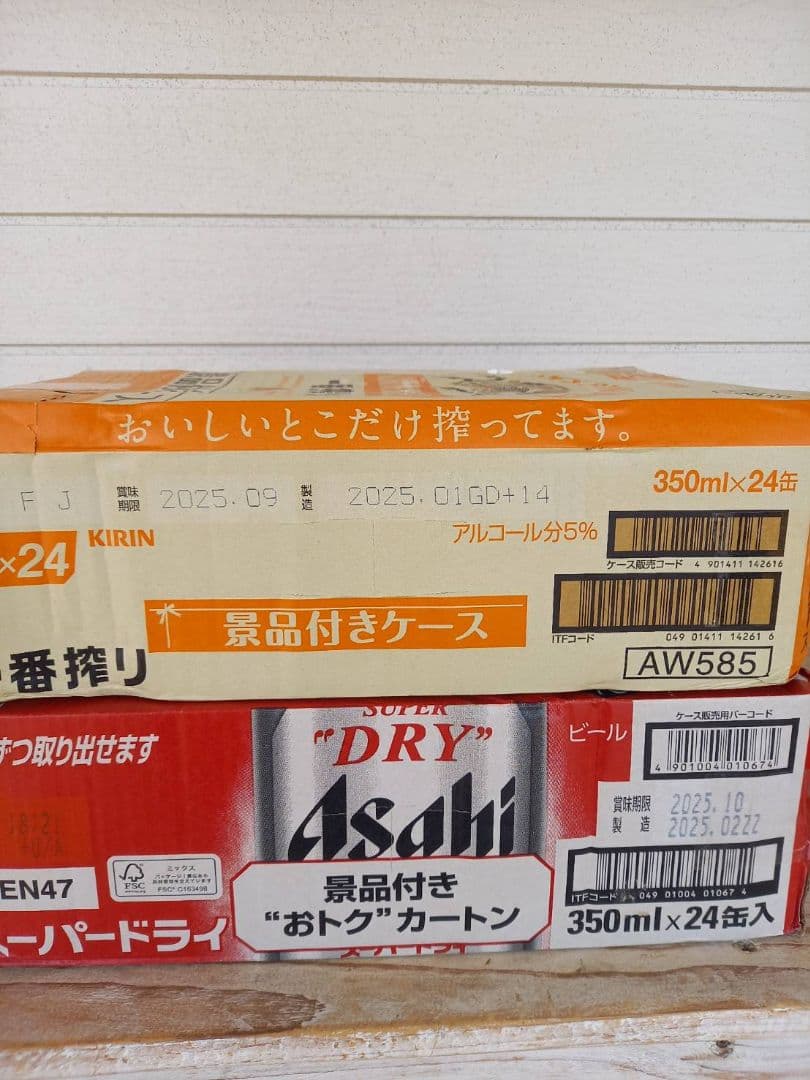 おいしいとこだけ搾ってます。
F J 賞味期限 2025.09 製造 2025.01GD+14
350ml×24缶
×24
KIRIN
アルコール分5%
ケース販売コード 4 901411 142616
景品付きケース
ITFコード 049 01411 14261 6
番搾り
AW585
SUPER
"DRY"
Asahi
ずつ取り出せます
ビール
ケース販売用バーコード
4 901004 010674
賞味期限 2025.10
製造 2025.02ZZ
EN47
FSC
ミックス
FSC® C163498
景品付き
"おトク"カートン
ITFコード 049 01004 01067 4
350ml×24缶入
ーパードライ